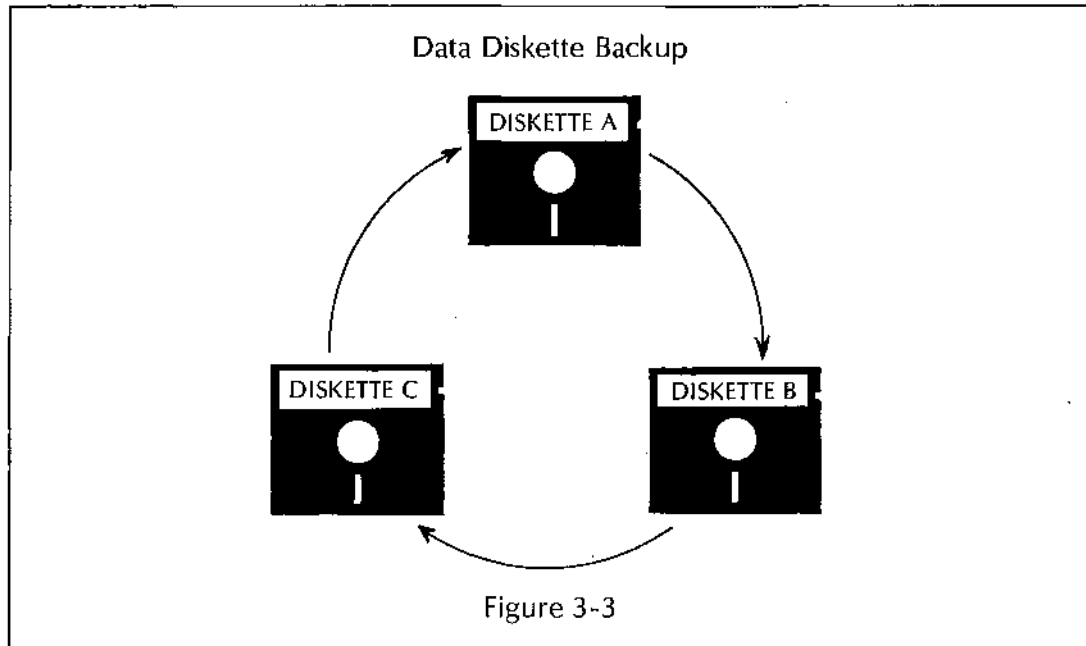 Data Diskette Backup
DISKETTE A
DISKETTE C
DISKETTE B
Figure 3-3